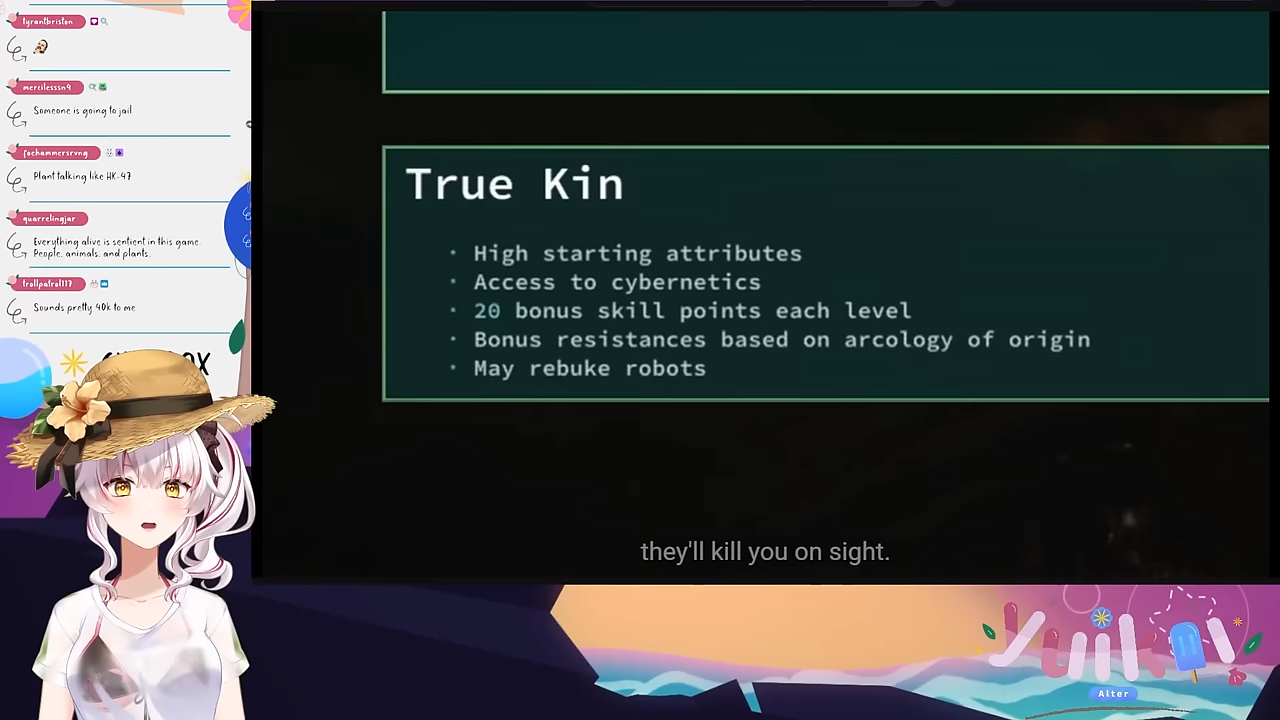 tyrantbriston
mercilesssn4
Someone is going to jail
fochammersrvng
Plant talking like HK-47
quarrelingjar
Everything alive is sentient in this game.
People, animals, and plants.
trollpatrol117
Sounds pretty 40k to me
True Kin
· High starting attributes
· Access to cybernetics
· 20 bonus skill points each level
· Bonus resistances based on arcology of origin
· May rebuke robots
they'll kill you on sight.
Alter